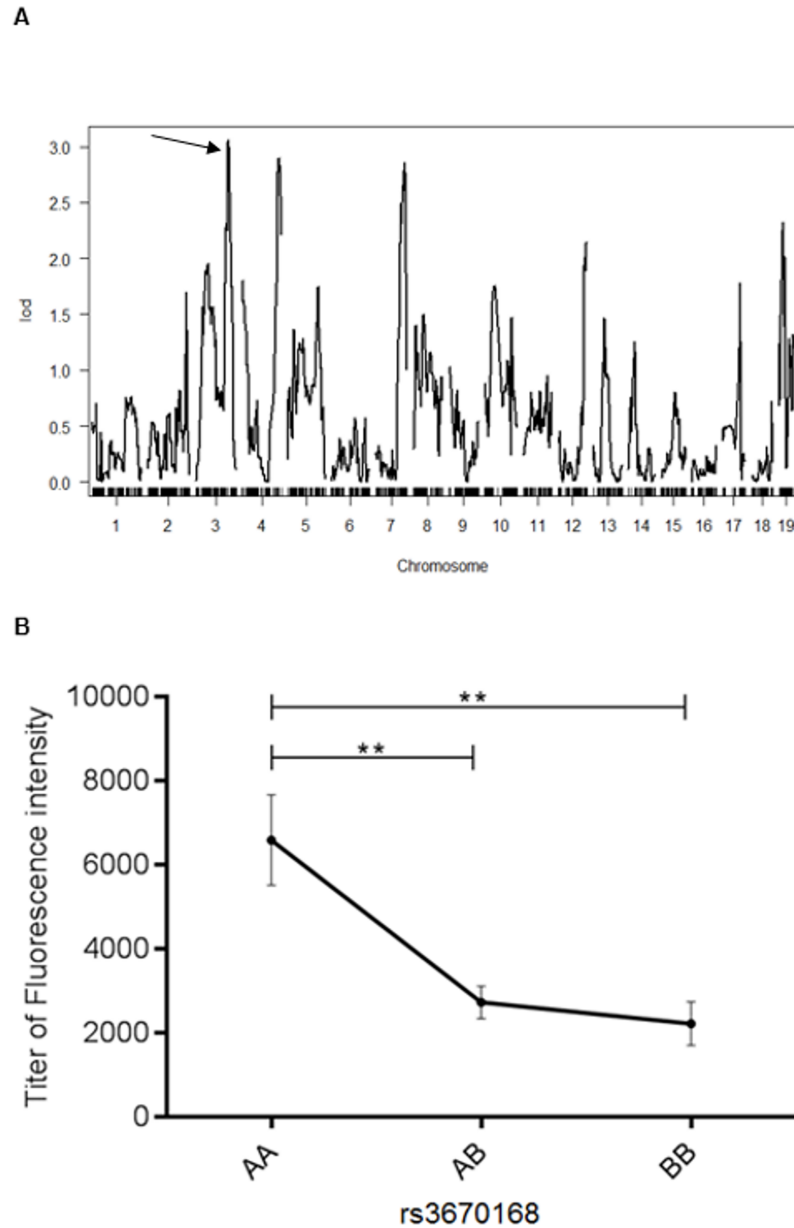 A
3.0
2.5
2.0
1.5
1.0
0.5
0.0
lod
1 2 3 4 5 6 7 8 9 10 11 12 13 14 15 16 17 18 19
Chromosome
B
10000
8000
6000
4000
2000
0
Titer of Fluorescence intensity
**
**
AA AB BB
rs3670168